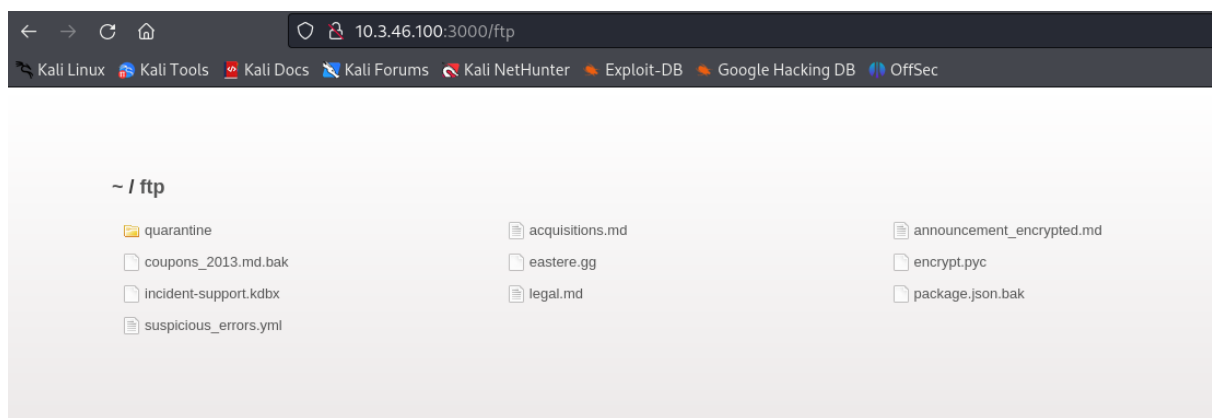 10.3.46.100:3000/ftp
Kali Linux Kali Tools Kali Docs Kali Forums Kali NetHunter Exploit-DB Google Hacking DB OffSec
~ / ftp
quarantine acquisitions.md announcement_encrypted.md
coupons_2013.md.bak eastere.gg encrypt.pyc
incident-support.kdbx legal.md package.json.bak
suspicious_errors.yml